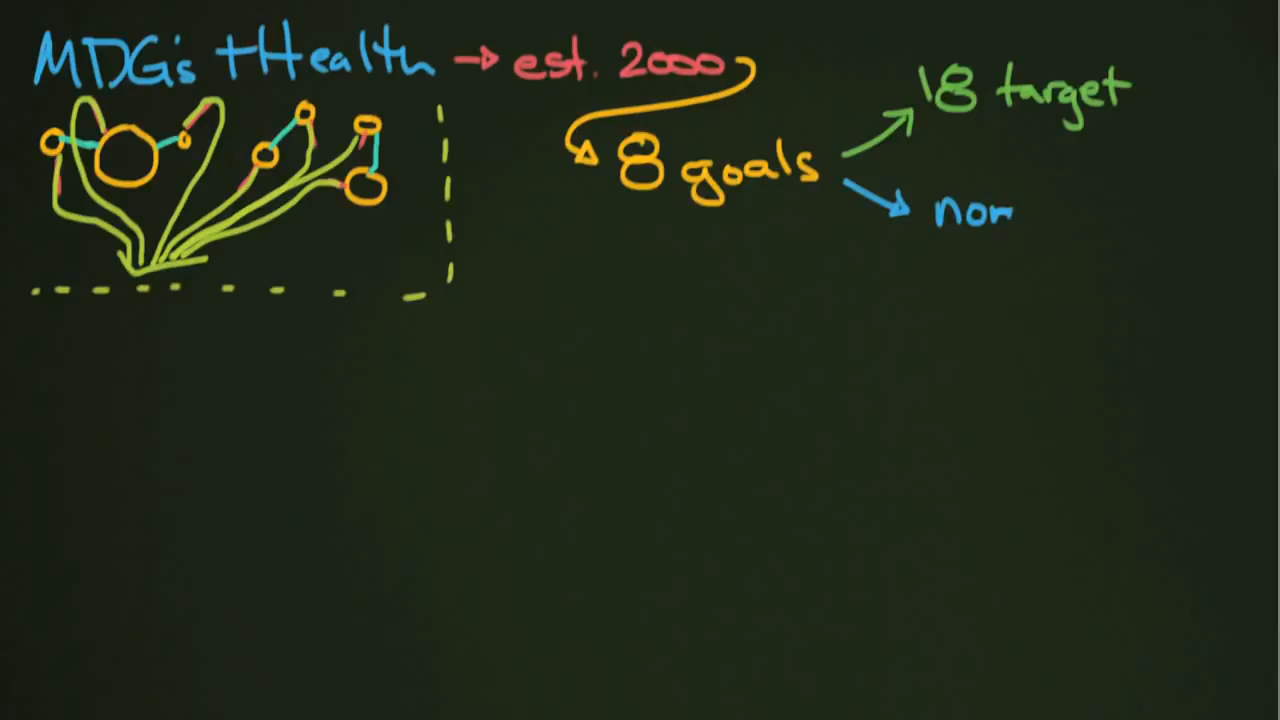 MDG's + Health → est. 2000
8 goals
18 target
non